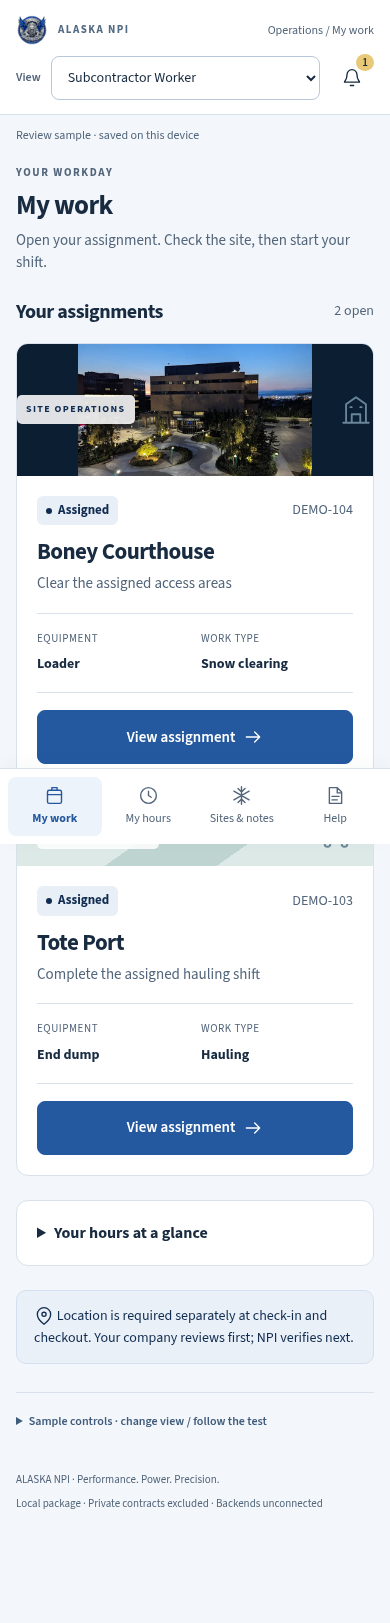 ALASKA NPI
Operations / My work
View
Subcontractor Worker
1
Review sample · saved on this device
YOUR WORKDAY
My work
Open your assignment. Check the site, then start your
shift.
Your assignments
2 open
SITE OPERATIONS
Assigned
DEMO-104
Boney Courthouse
Clear the assigned access areas
EQUIPMENT
WORK TYPE
Loader
Snow clearing
View assignment
My work
My hours
Sites & notes
Help
Assigned
DEMO-103
Tote Port
Complete the assigned hauling shift
EQUIPMENT
WORK TYPE
End dump
Hauling
View assignment
Your hours at a glance
Location is required separately at check-in and
checkout. Your company reviews first; NPI verifies next.
Sample controls · change view / follow the test
ALASKA NPI · Performance. Power. Precision.
Local package · Private contracts excluded · Backends unconnected